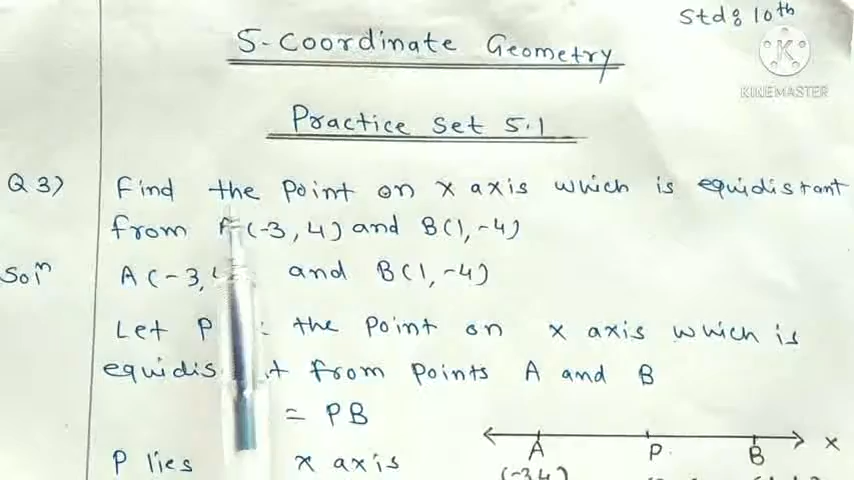 Std: 10th
K
KINEMASTER
5-Coordinate Geometry
Practice Set 5.1
Q 3) Find the point on x axis which is equidistant
from A(-3, 4) and B(1, -4)
Soln A(-3, and B(1, -4)
Let P the point on x axis which is
equidis t from points A and B
= PB
P lies x axis
A P. B X
(-3 4)